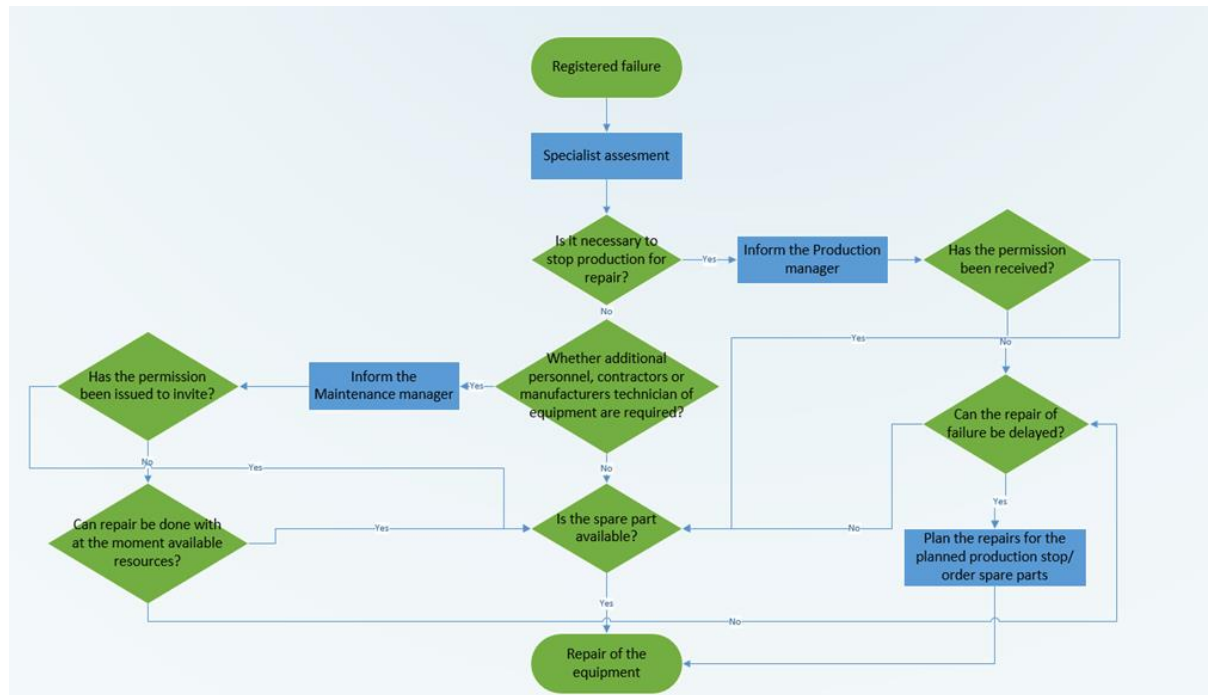 Registered failure
Specialist assesment
Is it necessary to
stop production for
repair?
Yes
Inform the Production
manager
Has the permission
been received?
No
Yes
No
Has the permission
been issued to invite?
Inform the
Maintenance manager
Yes
Whether additional
personnel, contractors or
manufacturers technician of
equipment are required?
Can the repair of
failure be delayed?
No
Yes
No
Yes
Can repair be done with
at the moment available
resources?
Yes
Is the spare part
available?
No
Plan the repairs for the
planned production stop/
order spare parts
Yes
No
Repair of the
equipment